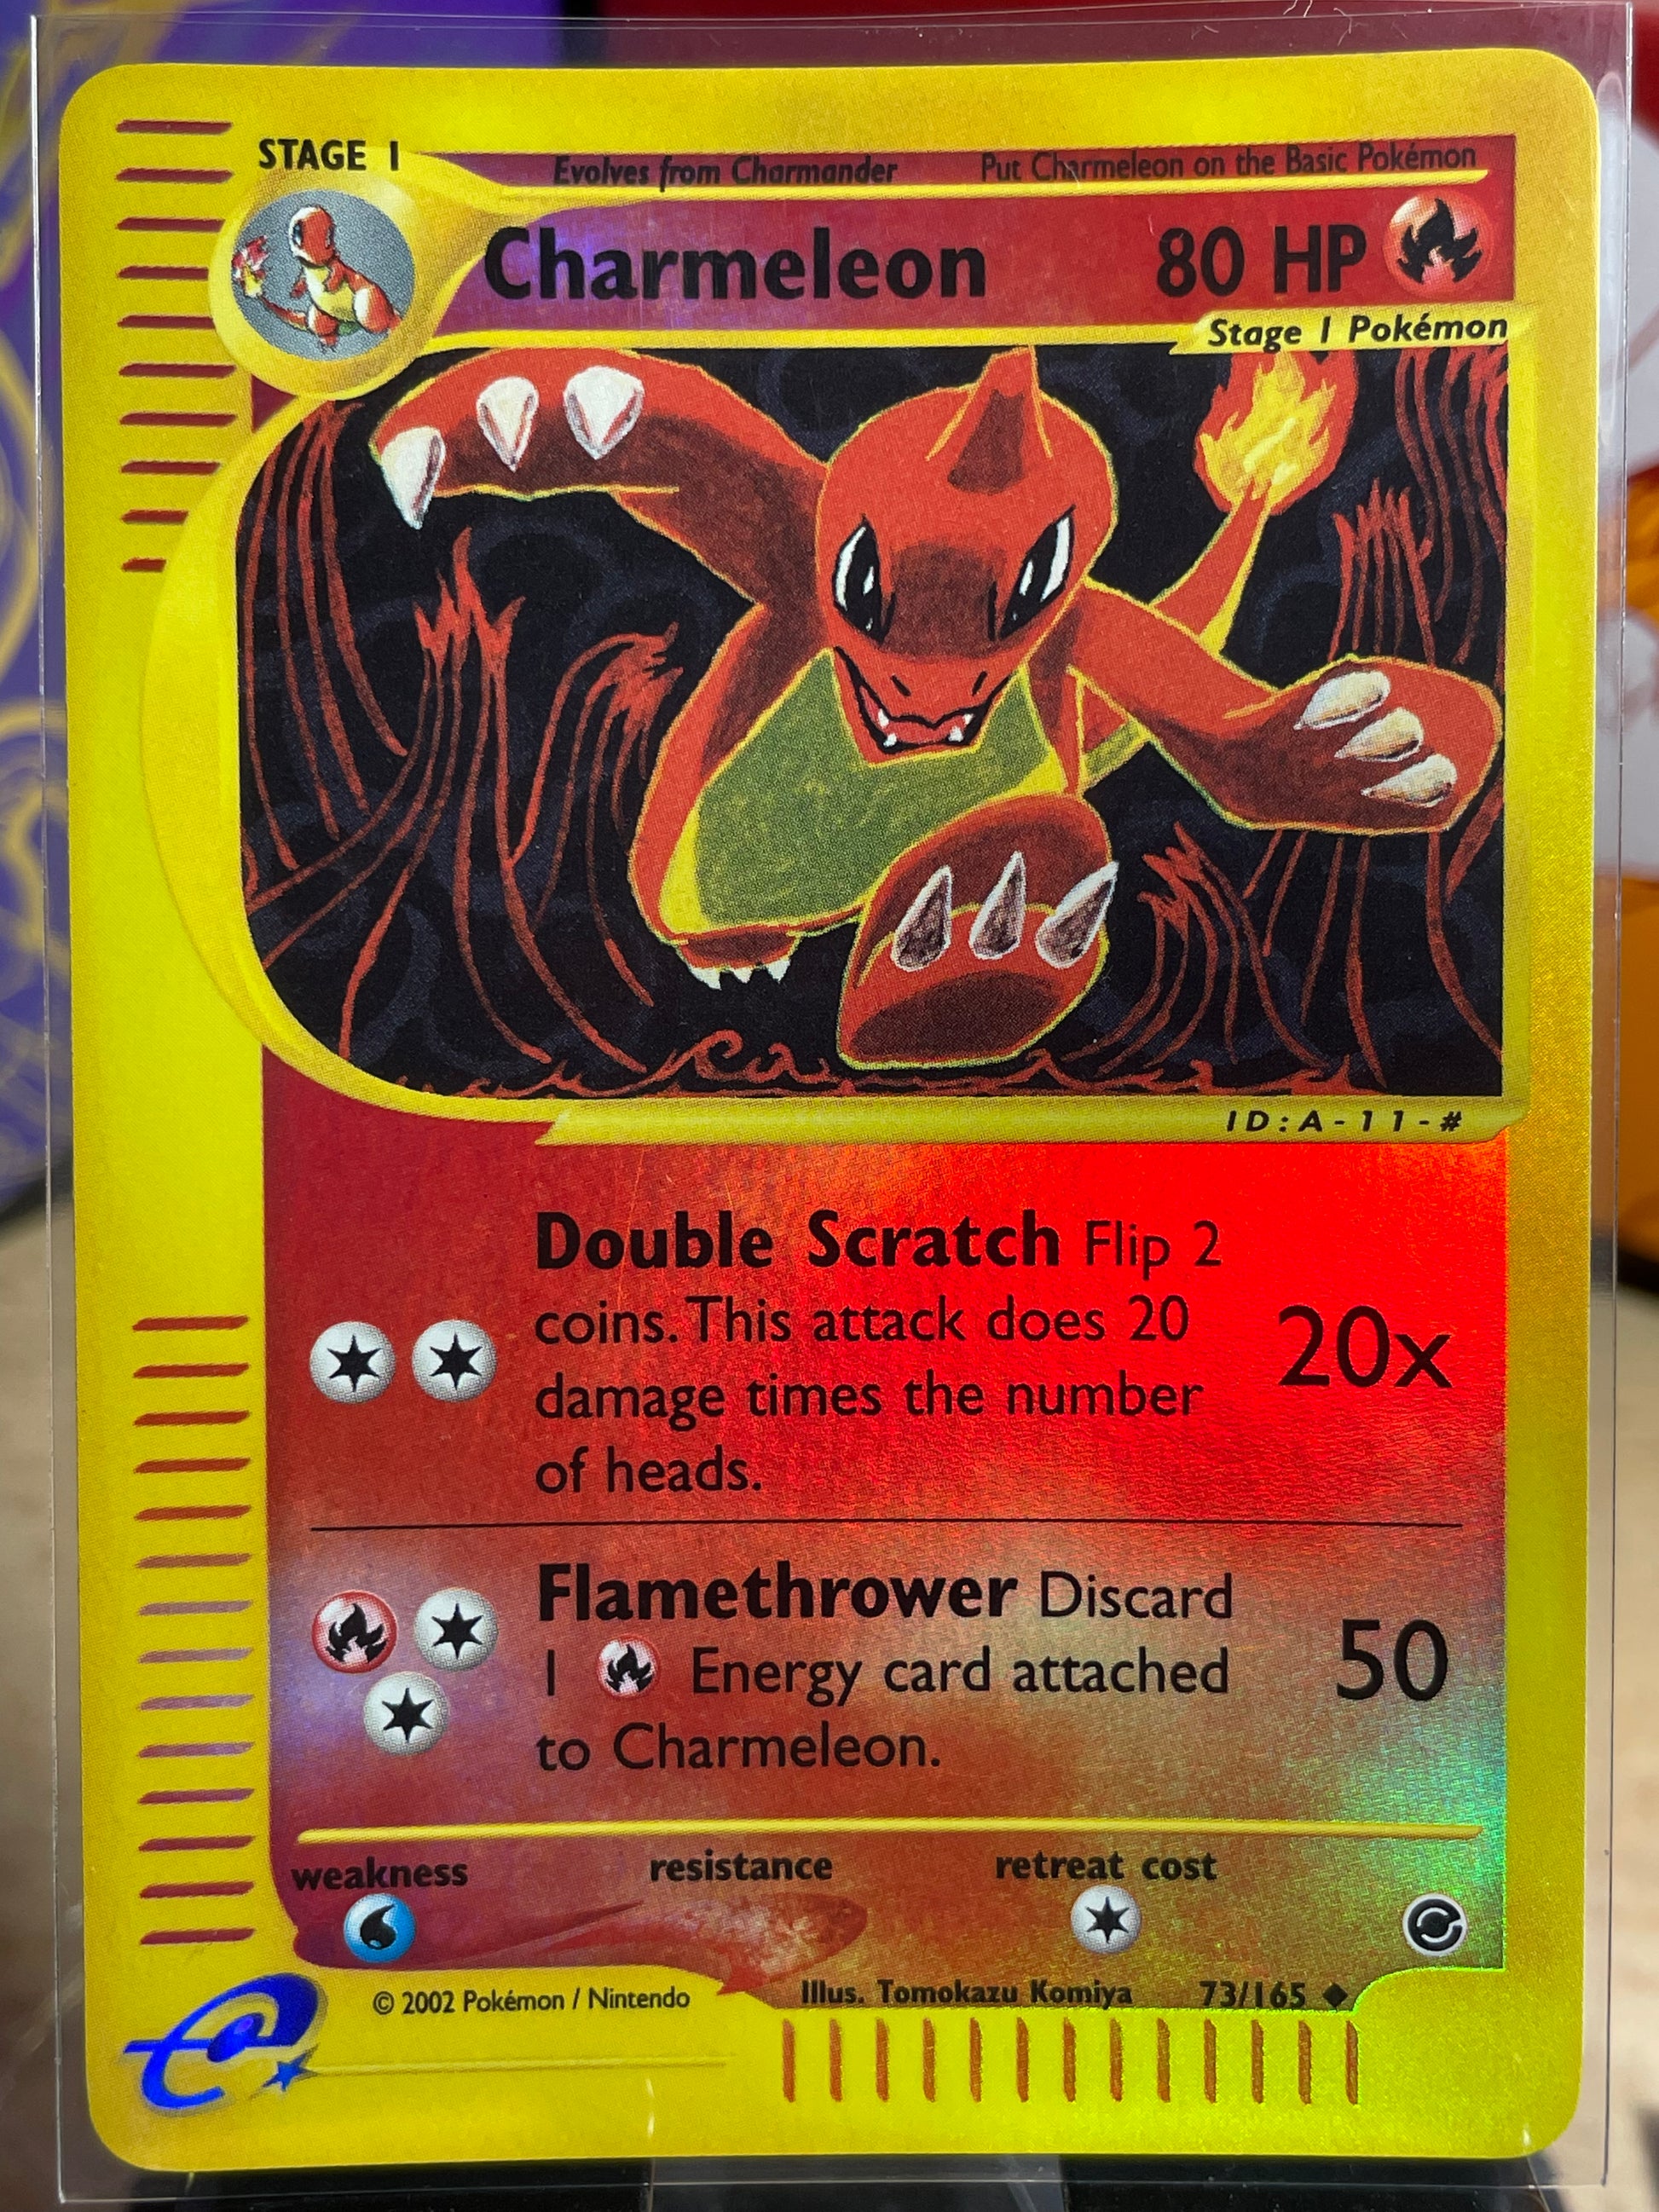 STAGE 1
Evolves from Charmander Put Charmeleon on the Basic Pokémon
Charmeleon 80 HP
Stage 1 Pokémon
ID:A-11-#
Double Scratch Flip 2
coins. This attack does 20
damage times the number
of heads.
20x
Flamethrower Discard
1 Energy card attached
to Charmeleon.
50
weakness resistance retreat cost
© 2002 Pokémon / Nintendo Illus. Tomokazu Komiya 73/165
e